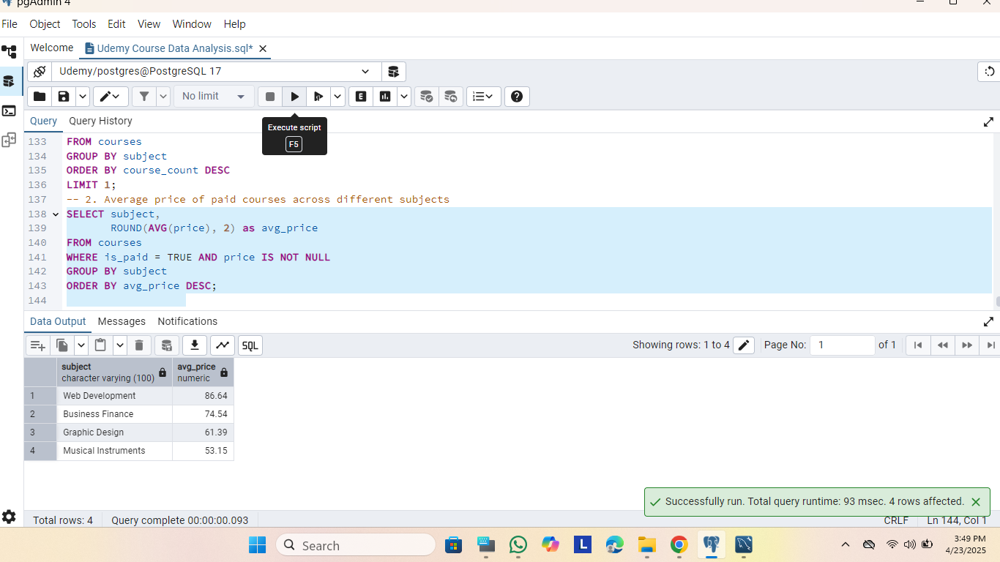 pgAdmin 4
File Object Tools Edit View Window Help
Welcome Udemy Course Data Analysis.sql*
Udemy/postgres@PostgreSQL 17
No limit E
Query Query History
Execute script
F5
133 FROM courses
134 GROUP BY subject
135 ORDER BY course_count DESC
136 LIMIT 1;
137 -- 2. Average price of paid courses across different subjects
138 SELECT subject,
139 ROUND(AVG(price), 2) as avg_price
140 FROM courses
141 WHERE is_paid = TRUE AND price IS NOT NULL
142 GROUP BY subject
143 ORDER BY avg_price DESC;
144
Data Output Messages Notifications
SQL Showing rows: 1 to 4 Page No: 1 of 1
subject avg_price
character varying (100) numeric
1 Web Development 86.64
2 Business Finance 74.54
3 Graphic Design 61.39
4 Musical Instruments 53.15
Successfully run. Total query runtime: 93 msec. 4 rows affected.
Total rows: 4 Query complete 00:00:00.093 CRLF Ln 144, Col 1
Search L 3:49 PM
4/23/2025